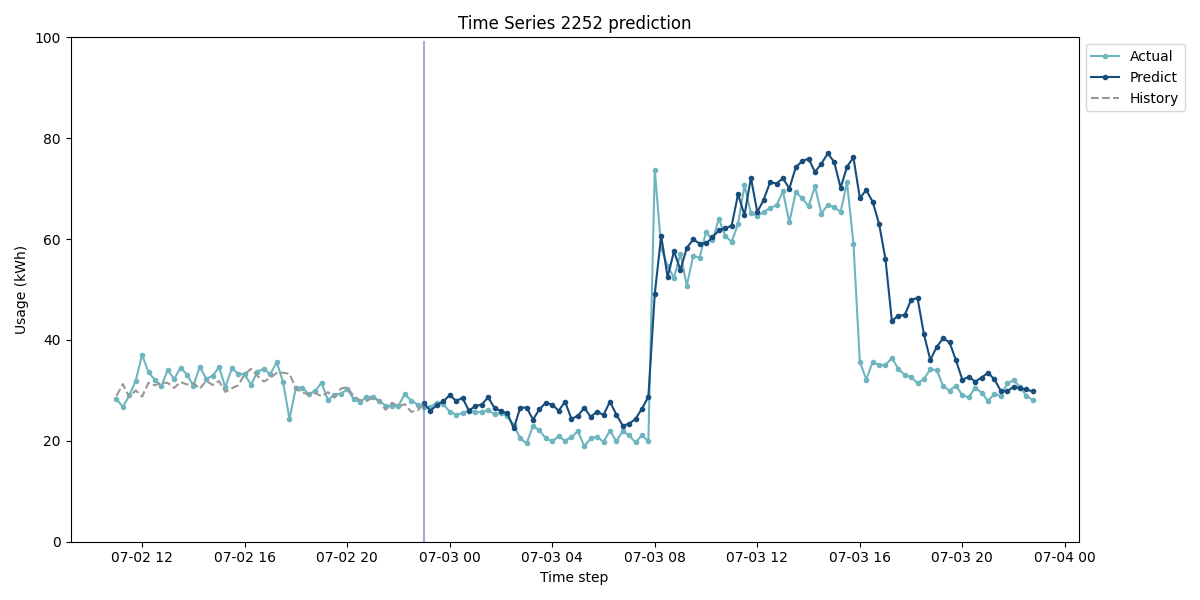 Time Series 2252 prediction
Actual
Predict
History
Usage (kWh)
100
80
60
40
20
0
07-02 12
07-02 16
07-02 20
07-03 00
07-03 04
07-03 08
07-03 12
07-03 16
07-03 20
07-04 00
Time step